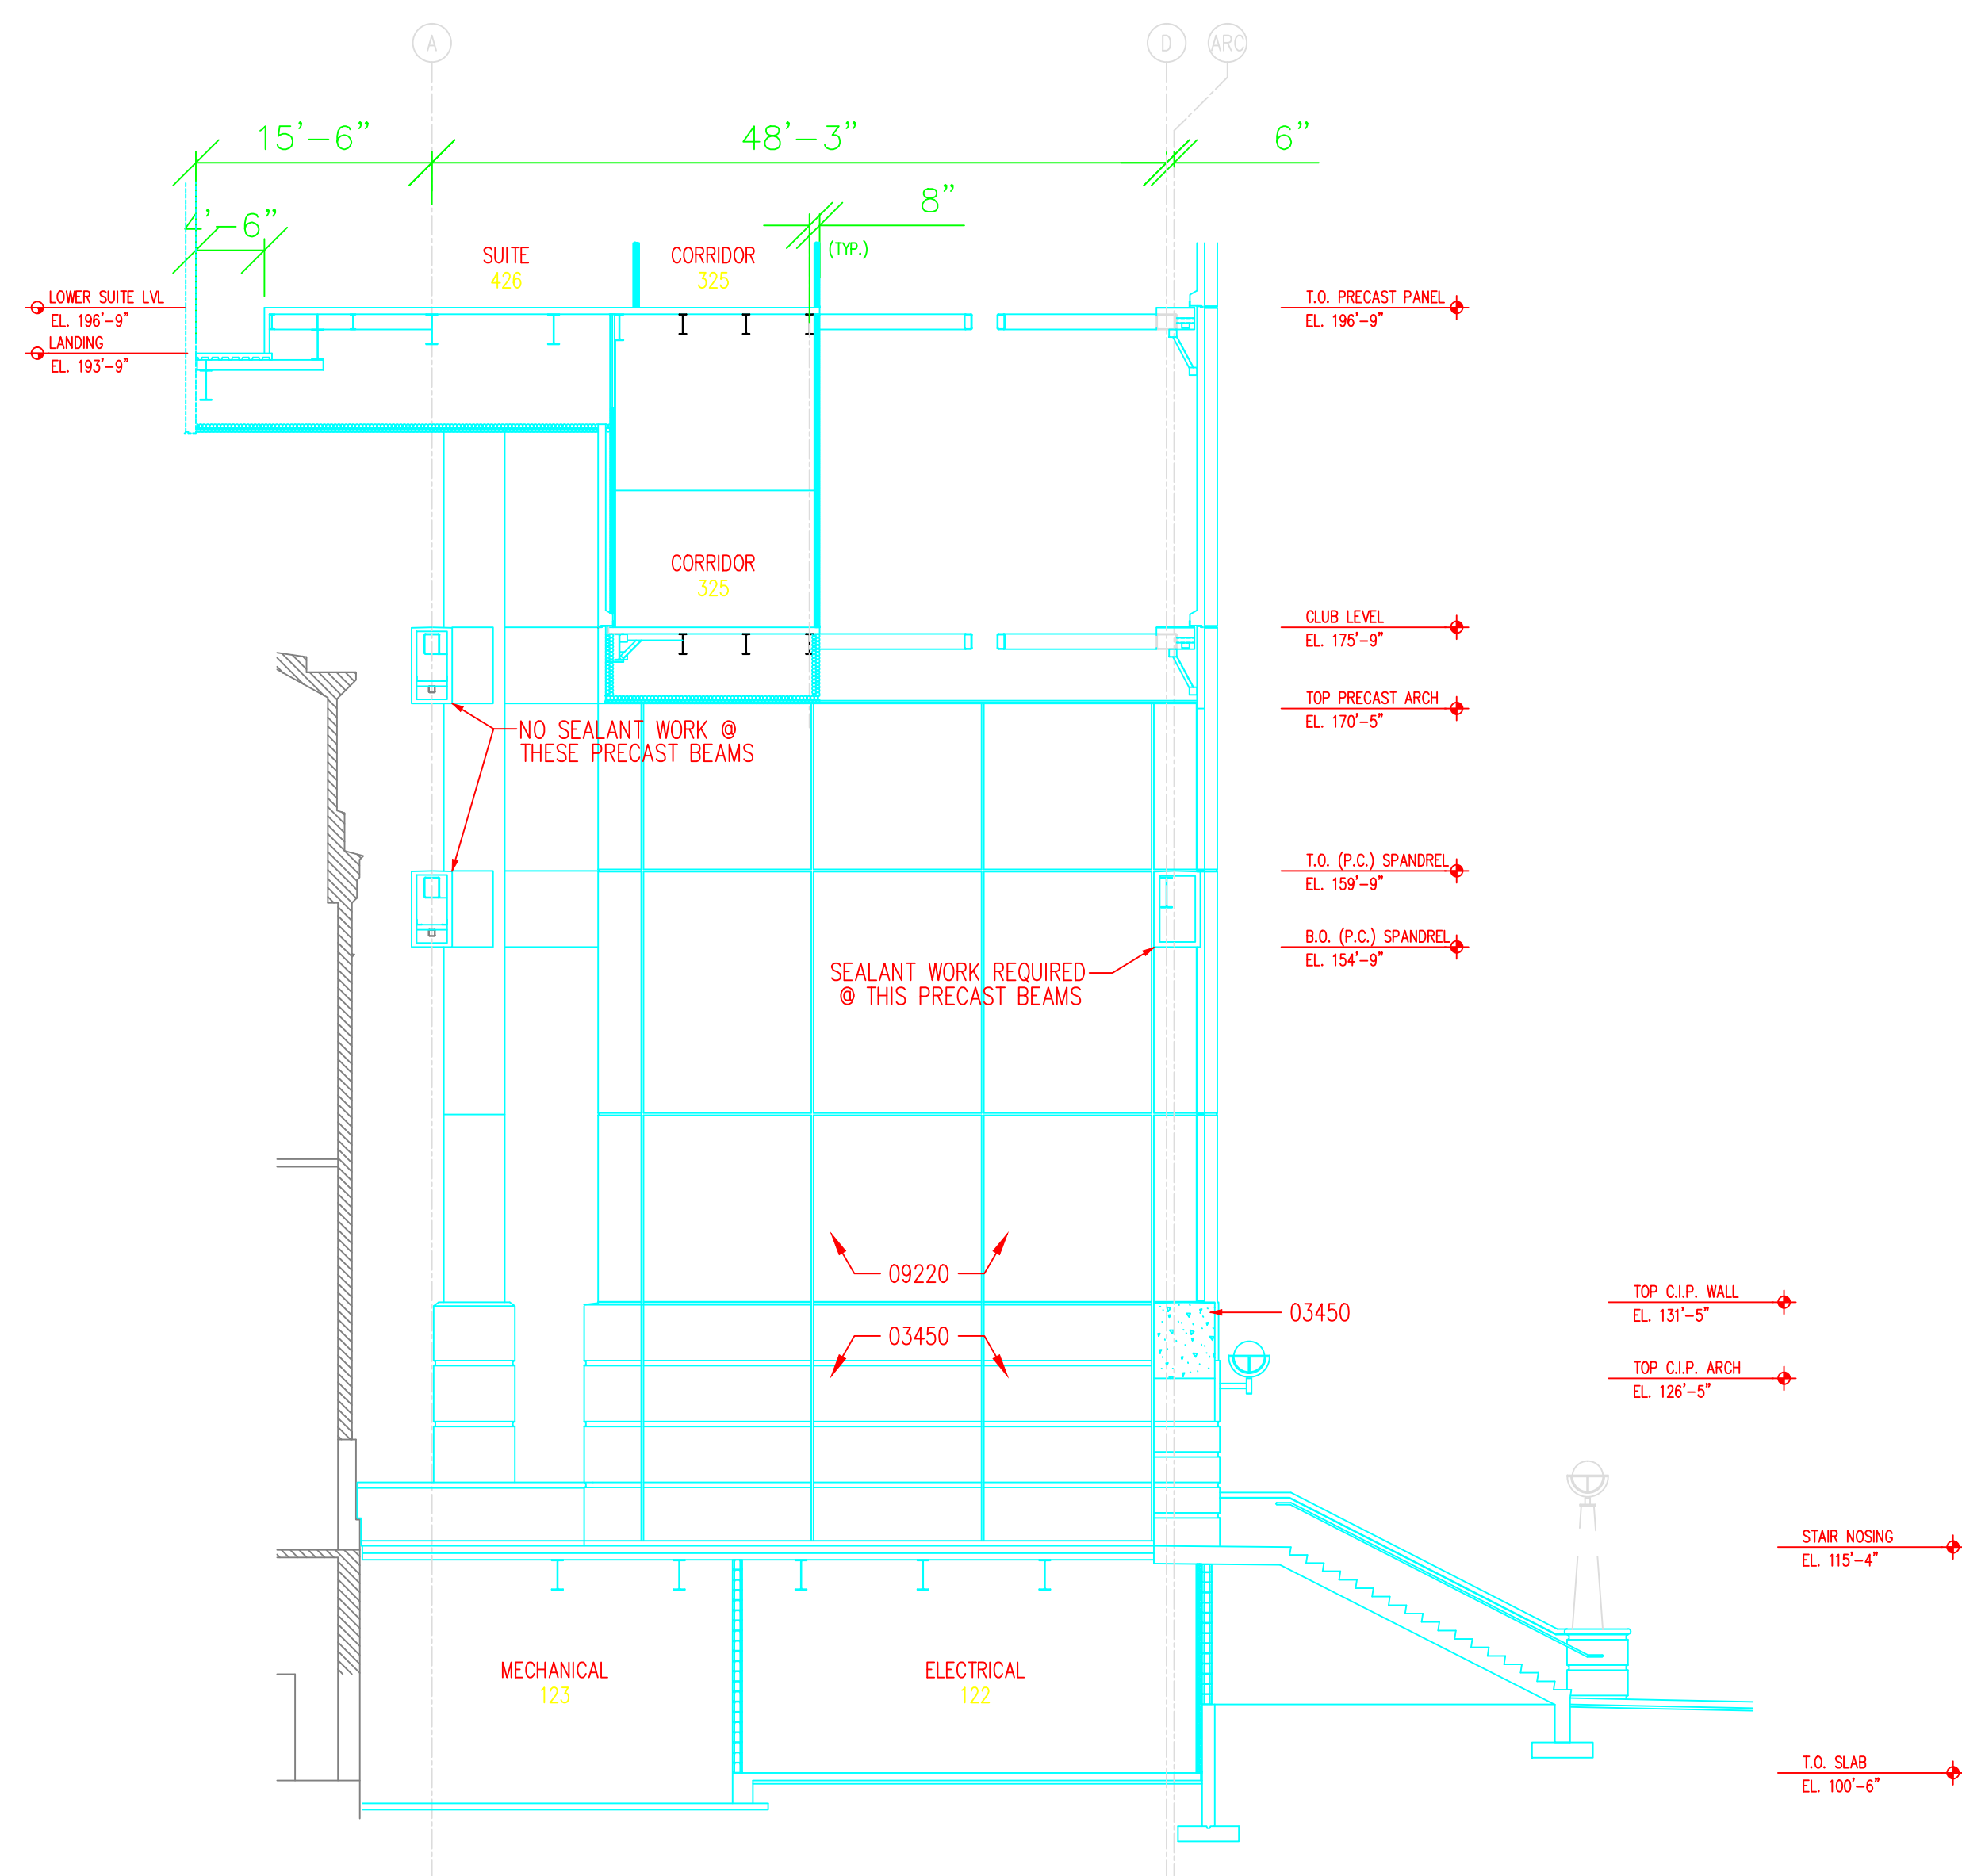 A
D
ARC
15'-6"
48'-3"
6"
8"
(TYP.)
4'-6"
SUITE
426
CORRIDOR
325
LOWER SUITE LVL
EL. 196'-9"
LANDING
EL. 193'-9"
T.O. PRECAST PANEL
EL. 196'-9"
CORRIDOR
325
CLUB LEVEL
EL. 175'-9"
TOP PRECAST ARCH
EL. 170'-5"
NO SEALANT WORK @
THESE PRECAST BEAMS
T.O. (P.C.) SPANDREL
EL. 159'-9"
B.O. (P.C.) SPANDREL
EL. 154'-9"
SEALANT WORK REQUIRED
@ THIS PRECAST BEAMS
09220
03450
03450
TOP C.I.P. WALL
EL. 131'-5"
TOP C.I.P. ARCH
EL. 126'-5"
STAIR NOSING
EL. 115'-4"
MECHANICAL
123
ELECTRICAL
122
T.O. SLAB
EL. 100'-6"